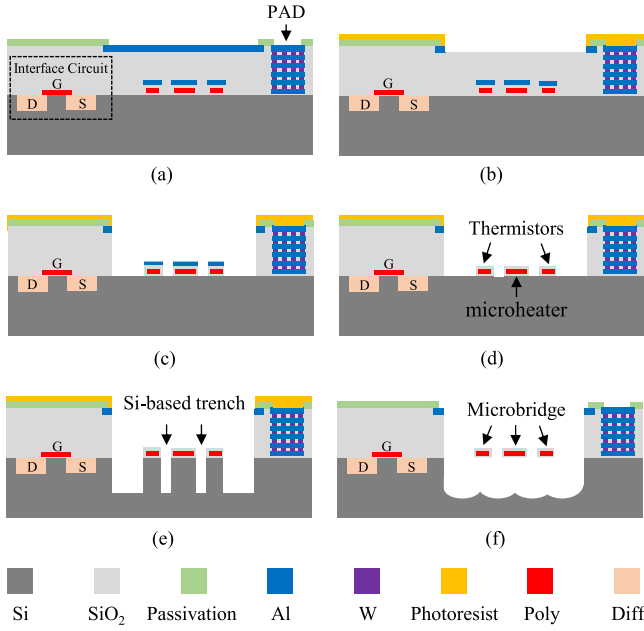 PAD
Interface Circuit
G
D S
(a)
G
D S
(b)
G
D S
(c)
Thermistors
G
D S
microheater
(d)
Si-based trench
G
D S
(e)
Microbridge
G
D S
(f)
Si SiO₂ Passivation Al W Photoresist Poly Diff